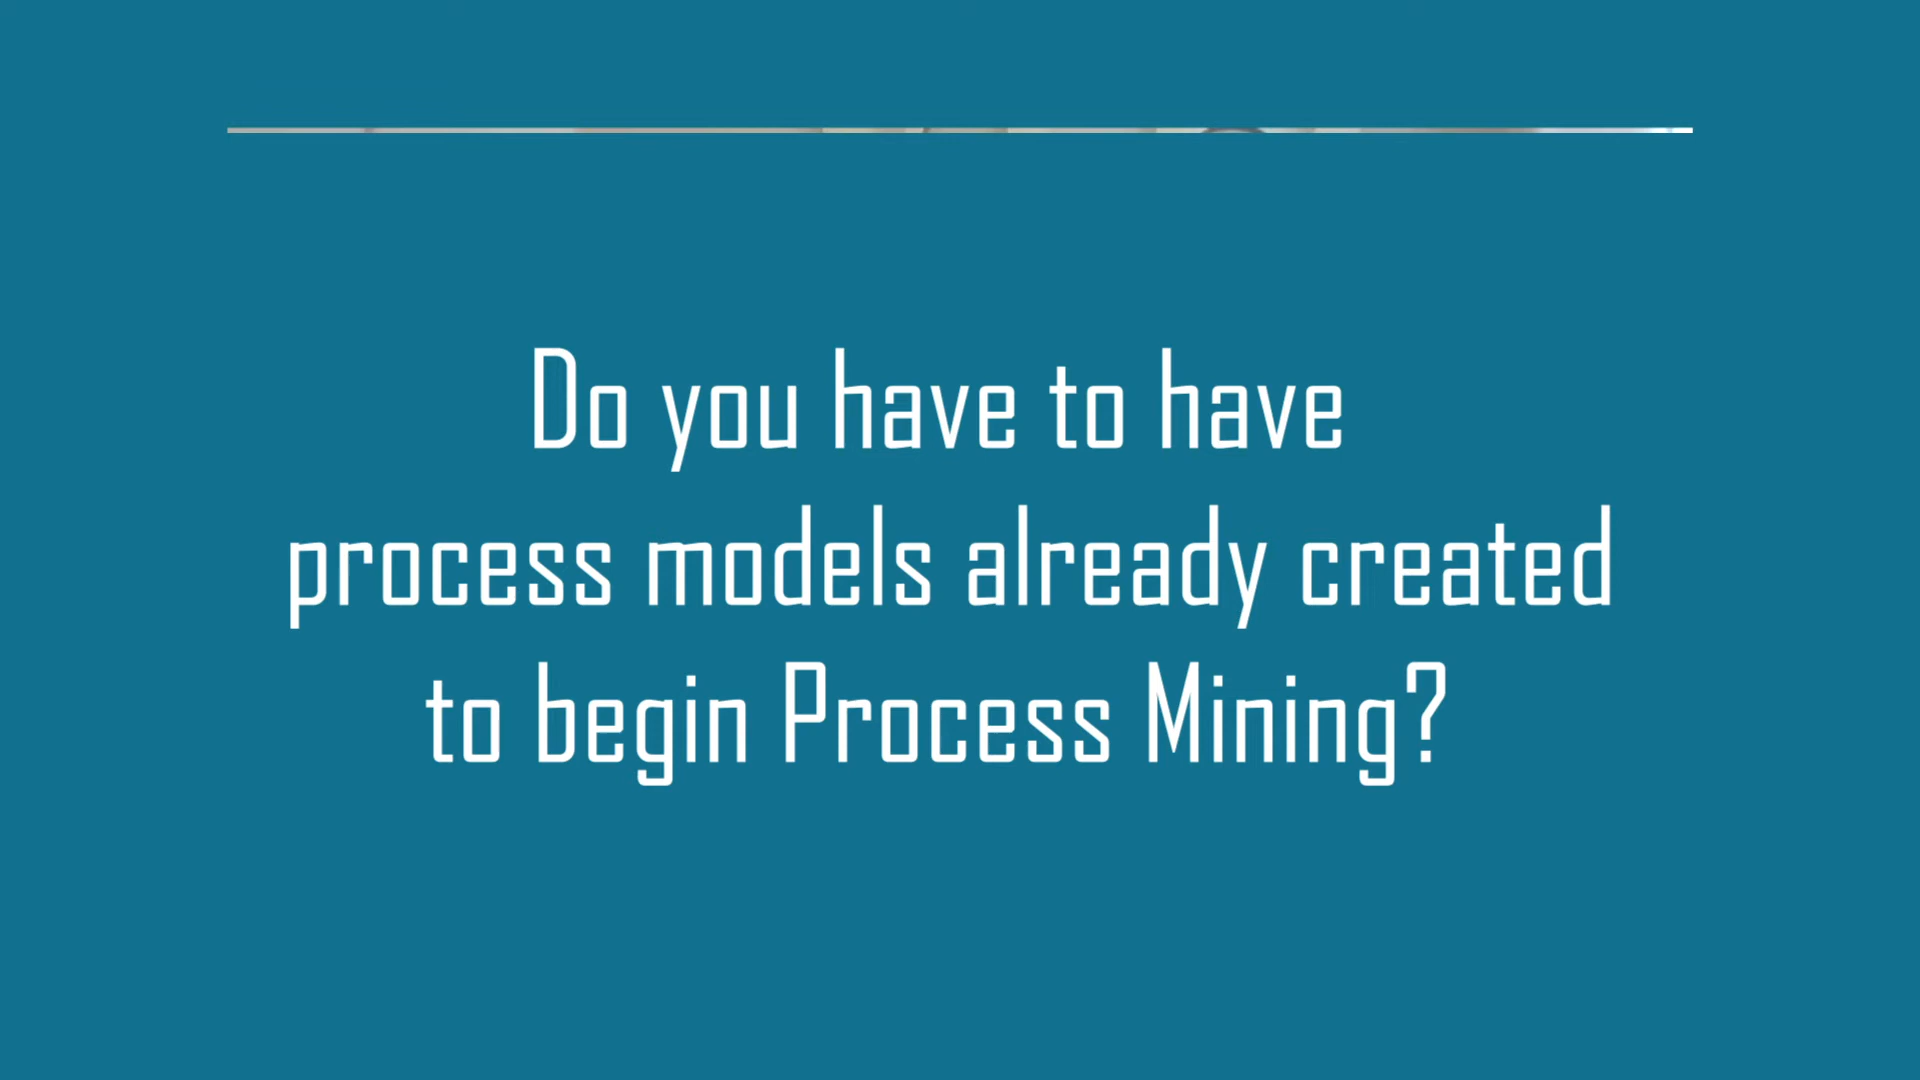 Do you have to have
process models already created
to begin Process Mining?